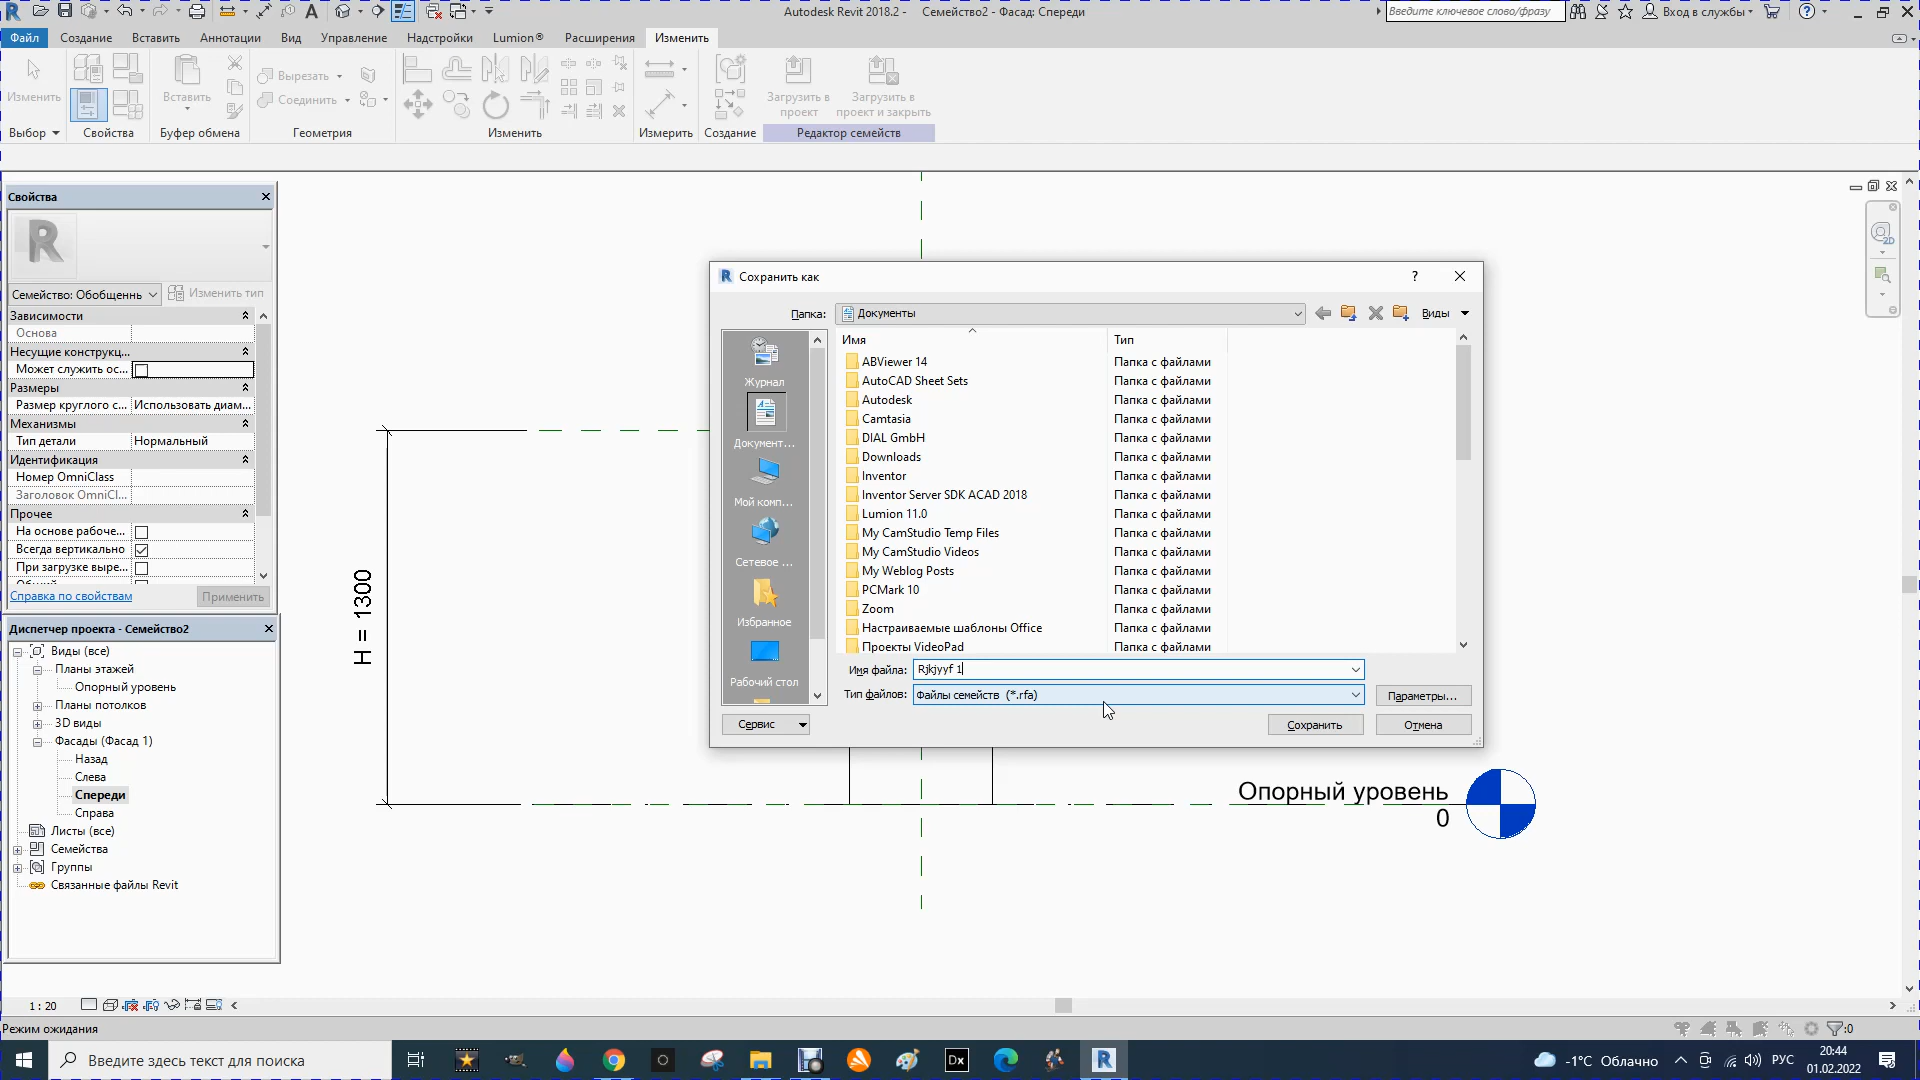 Autodesk Revit 2018.2 - Семейство2 - Фасад: Спереди
Введите ключевое слово/фразу
Вход в службы
Файл Создание Вставить Аннотации Вид Управление Надстройки Lumion® Расширения Изменить
Изменить
Вставить
Вырезать
Соединить
Загрузить в
проект
Загрузить в
проект и закрыть
Выбор Свойства Буфер обмена Геометрия Изменить Измерить Создание Редактор семейств
Свойства
Семейство: Обобщеннь
Изменить тип
Зависимости
Основа
Несущие конструкц...
Может служить ос...
Размеры
Размер круглого с... Использовать диам...
Механизмы
Тип детали Нормальный
Идентификация
Номер OmniClass
Заголовок OmniCl...
Прочее
На основе рабоче...
Всегда вертикально
При загрузке выре...
Справка по свойствам
Применить
Диспетчер проекта - Семейство2
Виды (все)
Планы этажей
Опорный уровень
Планы потолков
3D виды
Фасады (Фасад 1)
Назад
Слева
Спереди
Справа
Листы (все)
Семейства
Группы
Связанные файлы Revit
H = 1300
Опорный уровень
0
Сохранить как
?
Папка: Документы
Виды
Журнал
Документ...
Мой комп...
Сетевое ...
Избранное
Рабочий стол
Имя Тип
ABViewer 14 Папка с файлами
AutoCAD Sheet Sets Папка с файлами
Autodesk Папка с файлами
Camtasia Папка с файлами
DIAL GmbH Папка с файлами
Downloads Папка с файлами
Inventor Папка с файлами
Inventor Server SDK ACAD 2018 Папка с файлами
Lumion 11.0 Папка с файлами
My CamStudio Temp Files Папка с файлами
My CamStudio Videos Папка с файлами
My Weblog Posts Папка с файлами
PCMark 10 Папка с файлами
Zoom Папка с файлами
Настраиваемые шаблоны Office Папка с файлами
Проекты VideoPad Папка с файлами
Имя файла: Rjkjyyf 1
Тип файлов: Файлы семейств (*.rfa)
Параметры...
Сервис
Сохранить
Отмена
1 : 20
Режим ожидания
:0
Введите здесь текст для поиска
Dx
-1°C Облачно
РУС
20:44
01.02.2022